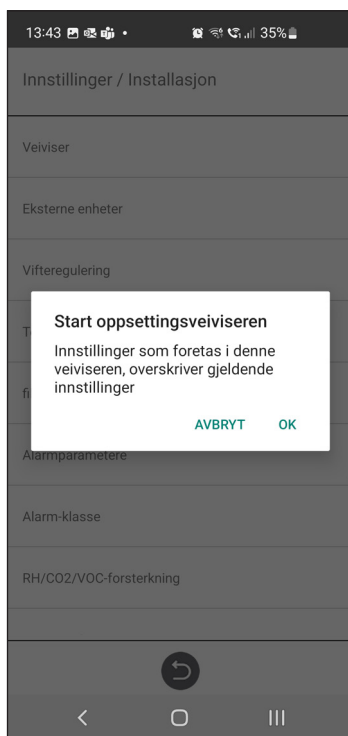 13:43 35%
Innstillinger / Installasjon
Veiviser
Eksterne enheter
Vifteregulering
Start oppsettingsveiviseren
Innstillinger som foretas i denne
veiviseren, overskriver gjeldende
innstillinger
AVBRYT OK
Alarmparametere
Alarm-klasse
RH/CO2/VOC-forsterkning